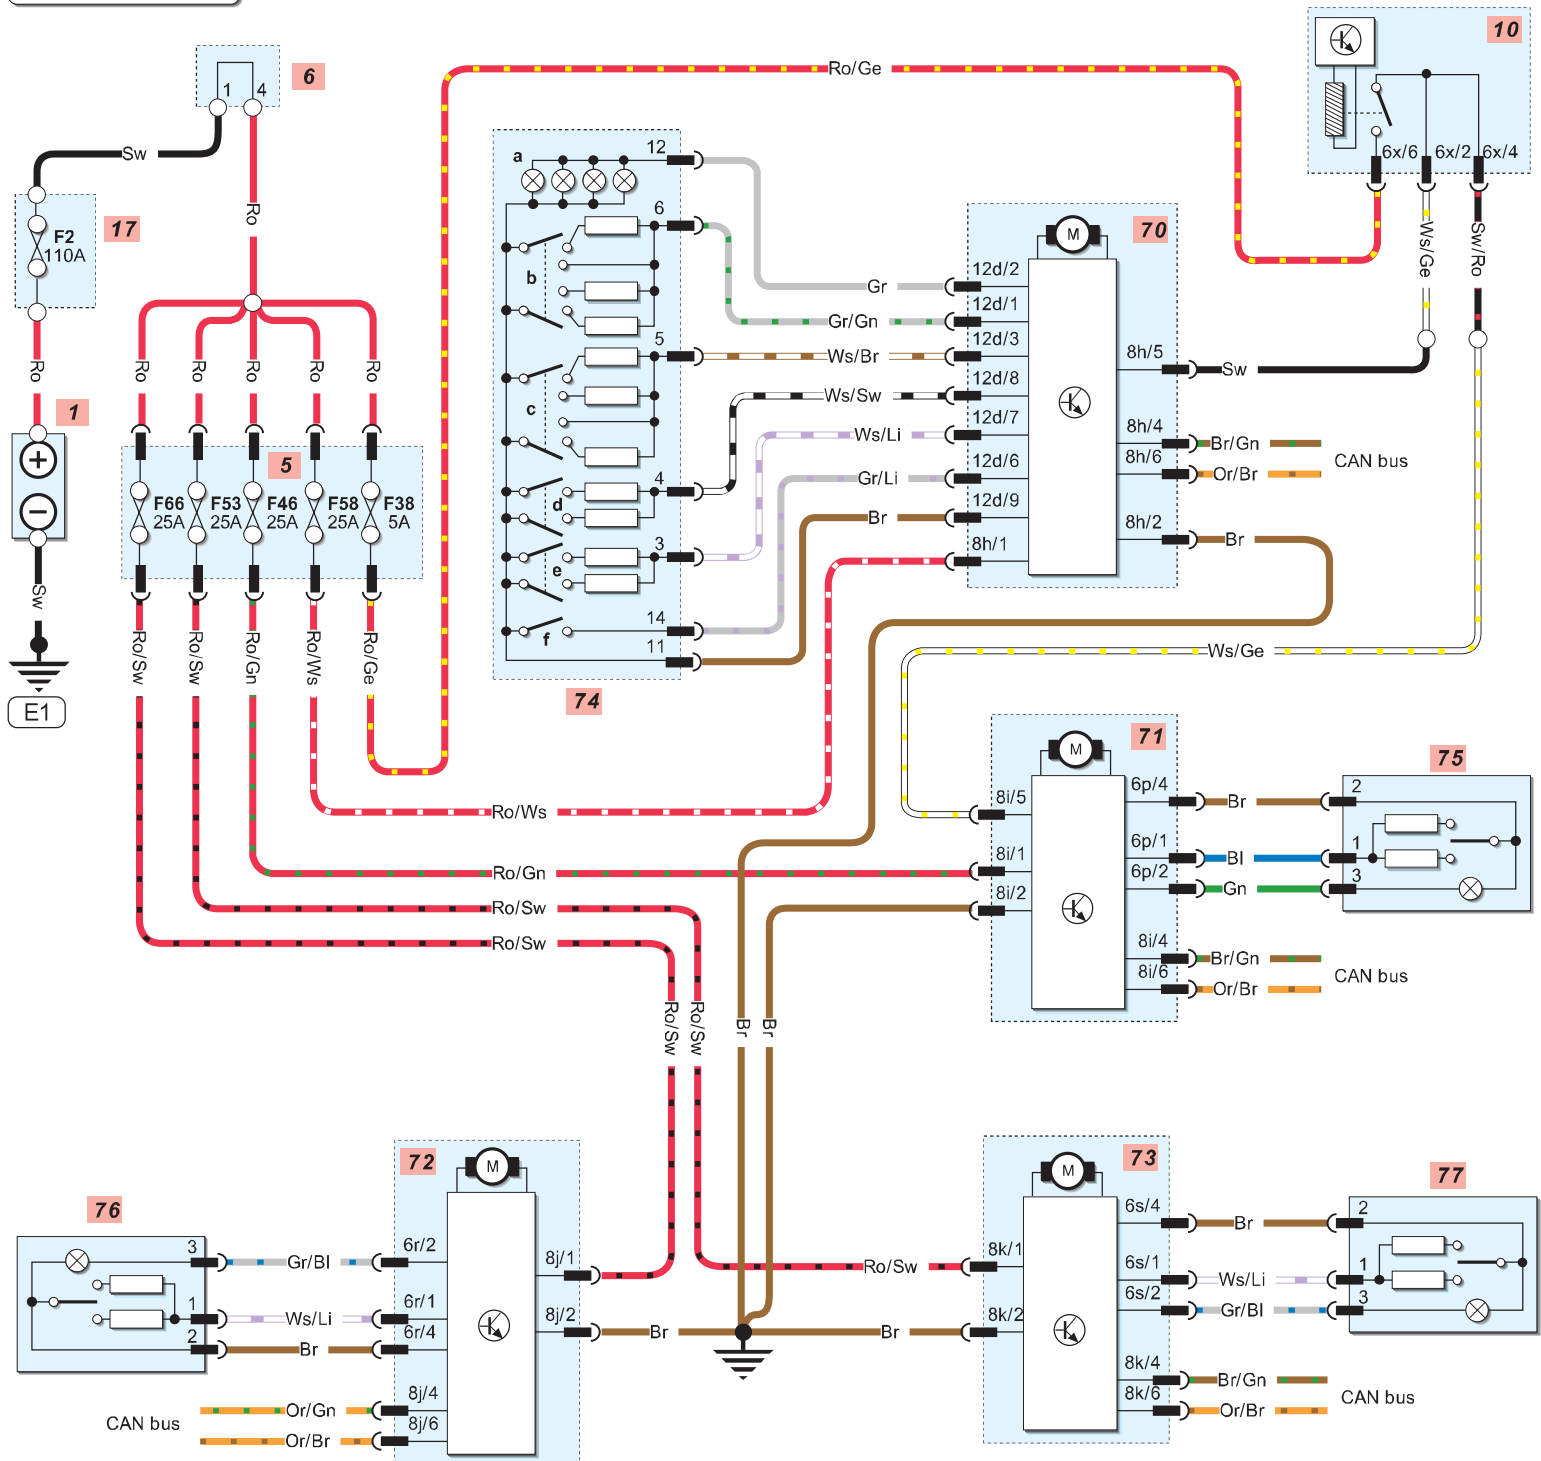 10
6
1 4
Ro/Ge
Sw
Ro
17
F2
110A
6x/6 6x/2 6x/4
Ws/Ge
Sw/Ro
Ro
1
Ro Ro Ro Ro Ro
5
F66
25A
F53
25A
F46
25A
F58
25A
F38
5A
Sw
E1
Ro/Sw
Ro/Sw
Ro/Gn
Ro/Ws
Ro/Ge
a
b
c
d
e
f
12
6
5
4
3
14
11
74
Gr
Gr/Gn
Ws/Br
Ws/Sw
Ws/Li
Gr/Li
Br
70
M
12d/2
12d/1
12d/3
12d/8
12d/7
12d/6
12d/9
8h/1
8h/5
8h/4
8h/6
8h/2
Sw
Br/Gn
Or/Br
CAN bus
Br
Ws/Ge
Ro/Ws
Ro/Gn
Ro/Sw
Ro/Sw
71
M
8i/5
8i/1
8i/2
6p/4
6p/1
6p/2
8i/4
8i/6
Br
Bl
Gn
Br/Gn
Or/Br
CAN bus
75
2
1
3
Ro/Sw
Ro/Sw
Br
Br
72
M
76
3
1
2
Gr/Bl
Ws/Li
Br
6r/2
6r/1
6r/4
8j/4
8j/6
8j/1
8j/2
CAN bus
Or/Gn
Or/Br
Br
Br
Ro/Sw
73
M
8k/1
8k/2
6s/4
6s/1
6s/2
8k/4
8k/6
Br
Ws/Li
Gr/Bl
Br/Gn
Or/Br
CAN bus
77
2
1
3